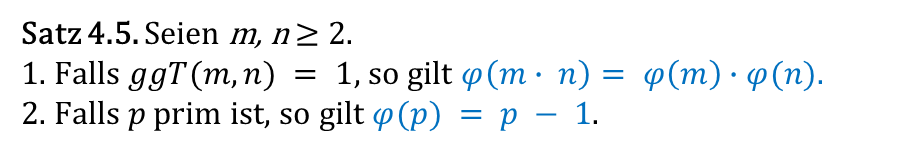 Satz 4.5. Seien m, n ≥ 2.
1. Falls ggT(m, n) = 1, so gilt φ(m · n) = φ(m) · φ(n).
2. Falls p prim ist, so gilt φ(p) = p − 1.